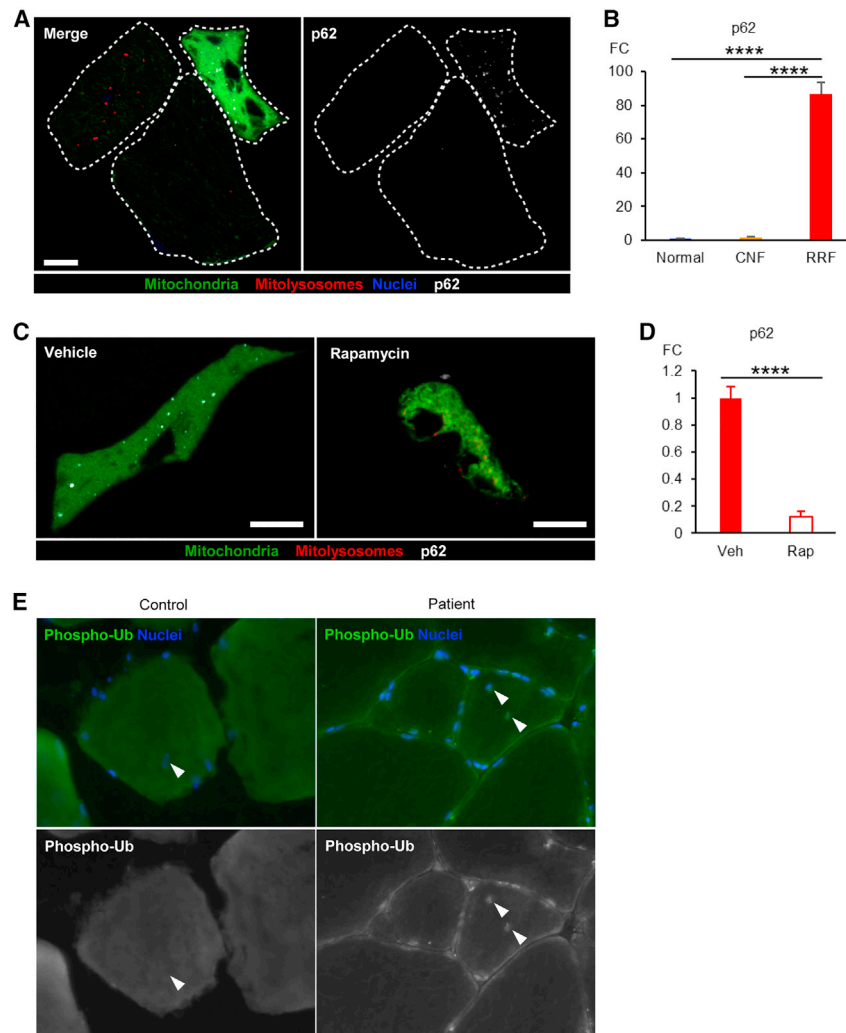 A
Merge
p62
Mitochondria Mitolysosomes Nuclei p62
B
p62
FC
****
****
100
80
60
40
20
0
Normal CNF RRF
C
Vehicle
Rapamycin
Mitochondria Mitolysosomes p62
D
p62
FC
****
1.2
1
0.8
0.6
0.4
0.2
0
Veh Rap
E
Control
Patient
Phospho-Ub Nuclei
Phospho-Ub Nuclei
Phospho-Ub
Phospho-Ub